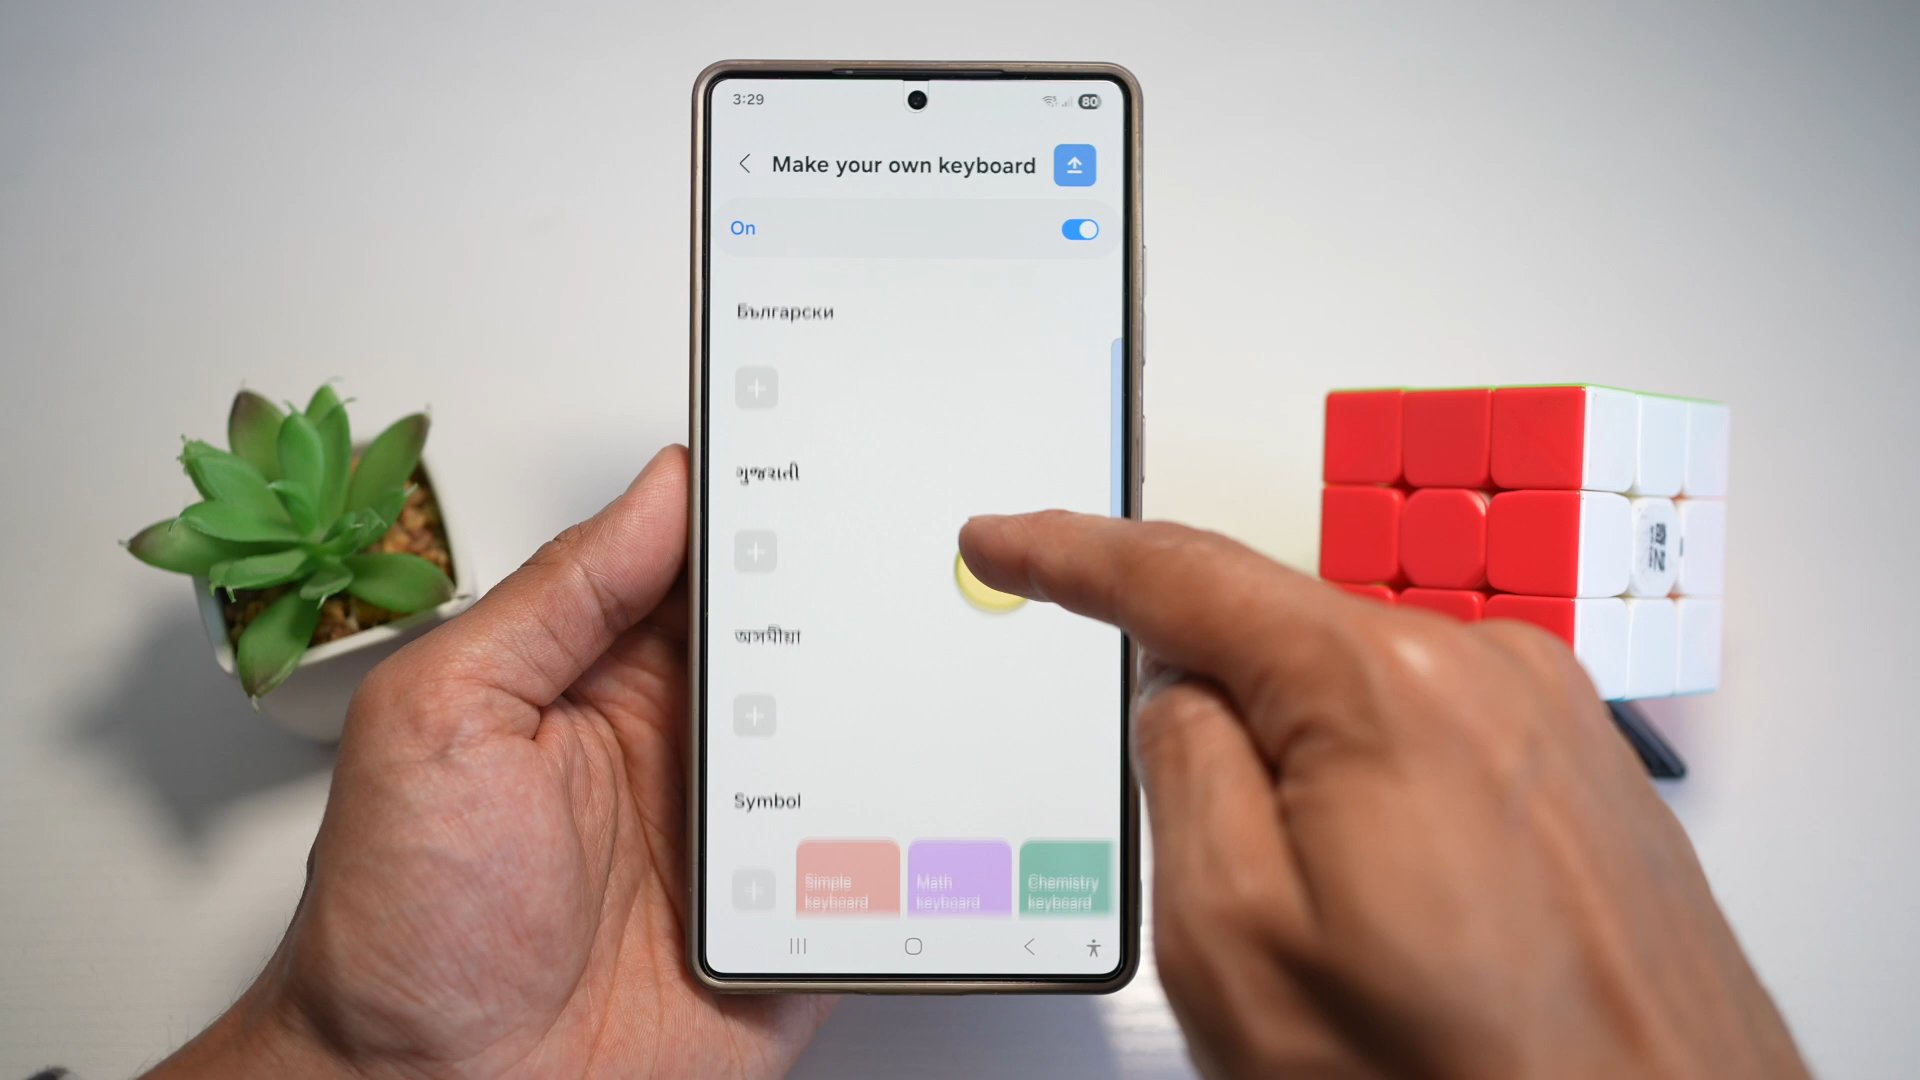 3:29
80
Make your own keyboard
On
Български
ગુજરાતી
অসমীয়া
Symbol
Simple keyboard
Math keyboard
Chemistry keyboard